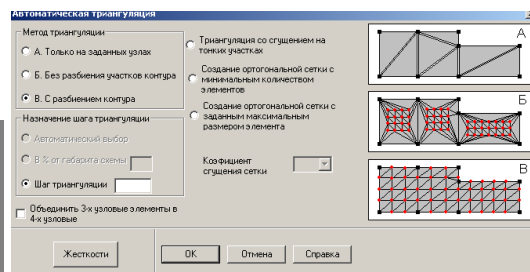 Автоматическая триангуляция
Метод триангуляции
А. Только на заданных узлах
Б. Без разбиения участков контура
В. С разбиением контура
Назначение шага триангуляции
Автоматический выбор
В % от габарита схемы
Шаг триангуляции
Объединить 3-х узловые элементы в
4-х узловые
Триангуляция со сгущением на
тонких участках
Создание ортогональной сетки с
минимальным количеством
элементов
Создание ортогональной сетки с
заданным максимальным
размером элемента
Коэфициент
сгущения сетки
А
Б
В
Жесткости
OK
Отмена
Справка